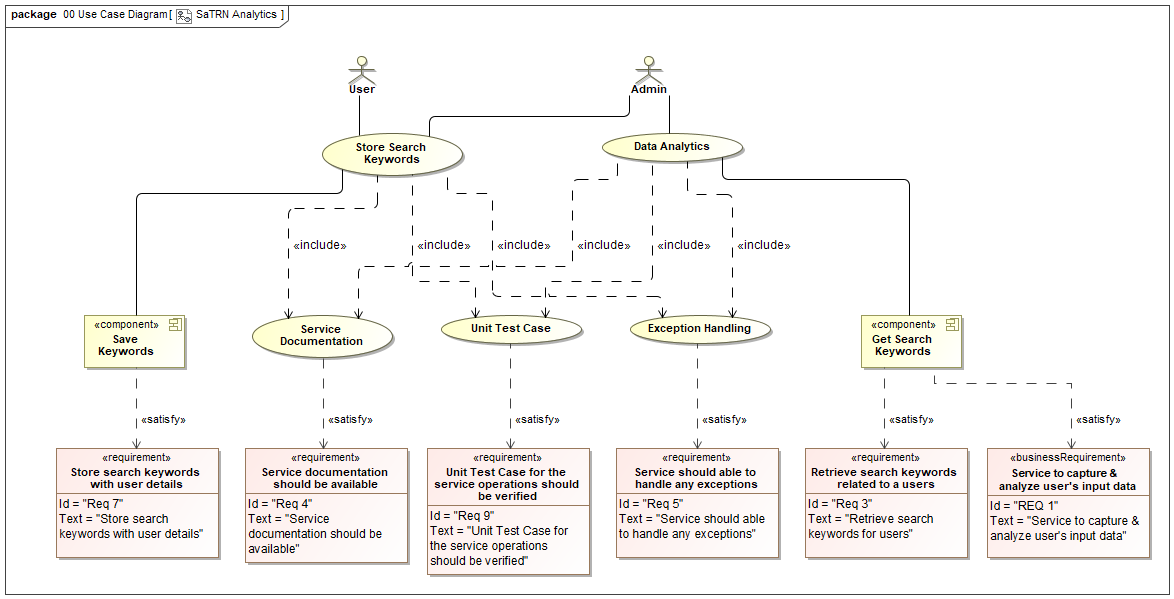 package 00 Use Case Diagram[ SaTRN Analytics ]
User
Admin
Store Search
Keywords
Data Analytics
«include»
«include»
«include»
«include»
«include»
«include»
«component»
Save
Keywords
Service
Documentation
Unit Test Case
Exception Handling
«component»
Get Search
Keywords
«satisfy»
«satisfy»
«satisfy»
«satisfy»
«satisfy»
«satisfy»
«requirement»
Store search keywords
with user details
Id = "Req 7"
Text = "Store search
keywords with user details"
«requirement»
Service documentation
should be available
Id = "Req 4"
Text = "Service
documentation should be
available"
«requirement»
Unit Test Case for the
service operations should
be verified
Id = "Req 9"
Text = "Unit Test Case for
the service operations
should be verified"
«requirement»
Service should able to
handle any exceptions
Id = "Req 5"
Text = "Service should able
to handle any exceptions"
«requirement»
Retrieve search keywords
related to a users
Id = "Req 3"
Text = "Retrieve search
keywords for users"
«businessRequirement»
Service to capture &
analyze user's input data
Id = "REQ 1"
Text = "Service to capture &
analyze user's input data"